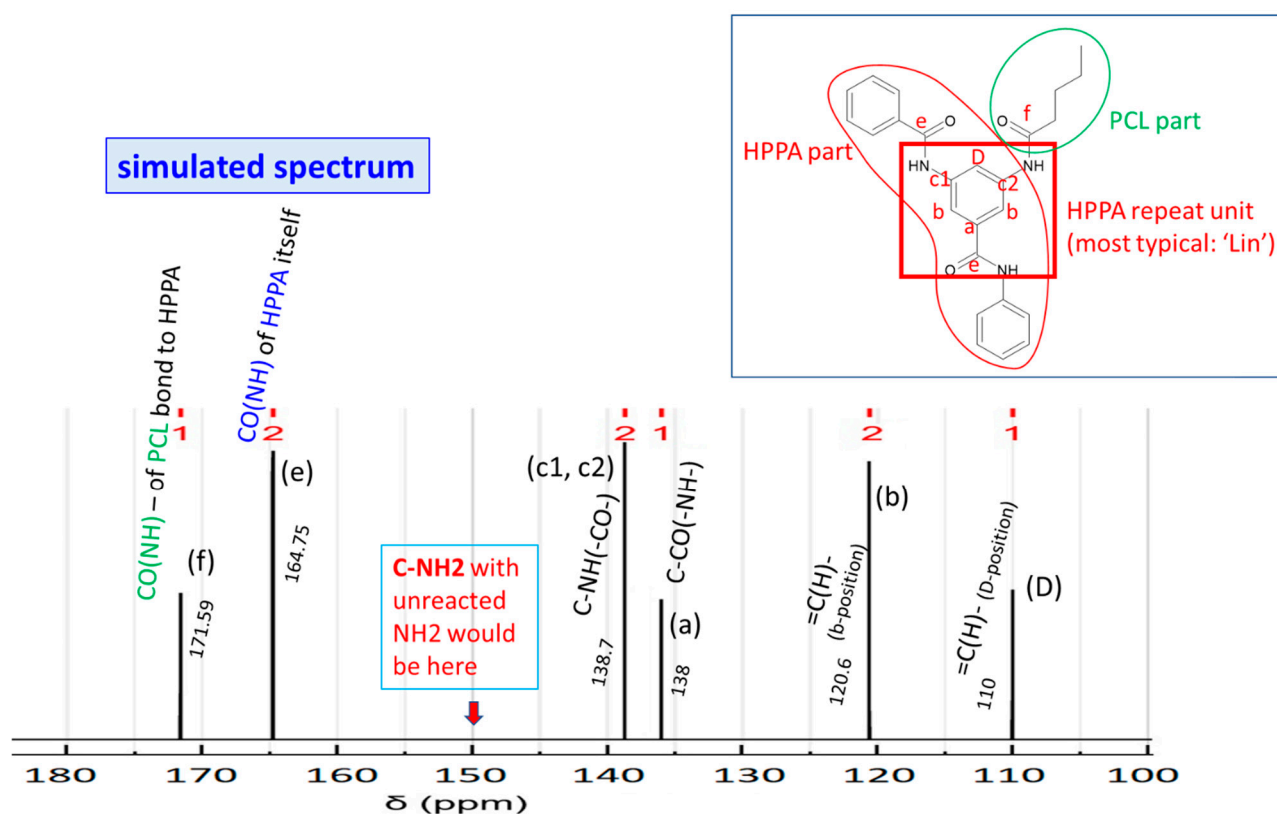 simulated spectrum
HPPA part
PCL part
HPPA repeat unit
(most typical: ‘Lin’)
e
O
HN
c1
D
c2
O
f
NH
b
b
a
O
e
NH
CO(NH) – of PCL bond to HPPA
CO(NH) of HPPA itself
1
2
2
1
2
1
(f)
171.59
(e)
164.75
C-NH2 with
unreacted
NH2 would
be here
(c1, c2)
C-NH(-CO-)
138.7
C-CO(-NH-)
(a)
138
(b)
=C(H)-
(b-position)
120.6
=C(H)- (D-position)
(D)
110
180
170
160
150
140
130
120
110
100
δ (ppm)